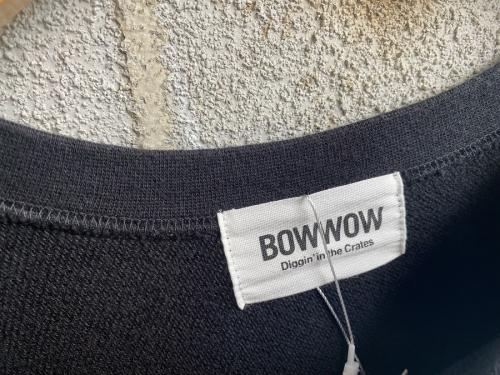 BOWWOW
Diggin' in the Crates